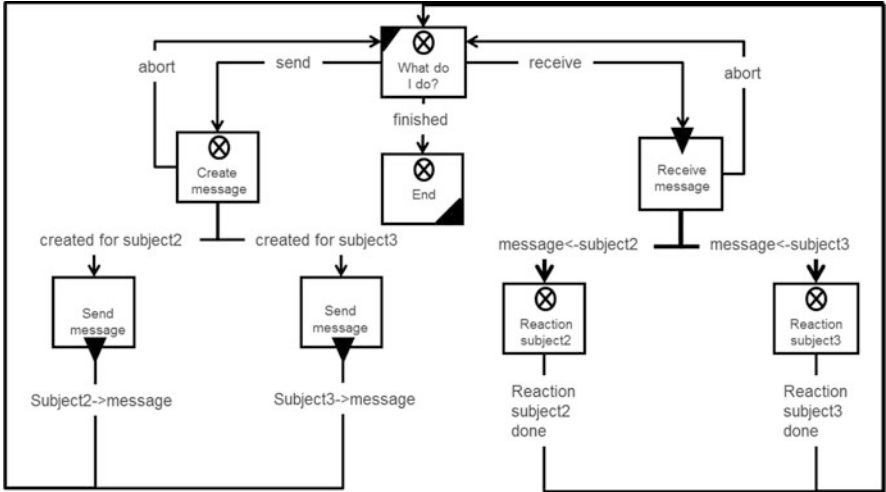 What do
I do?
send
receive
abort
abort
finished
Create
message
End
Receive
message
created for subject2
created for subject3
message<-subject2
message<-subject3
Send
message
Send
message
Reaction
subject2
Reaction
subject3
Subject2->message
Subject3->message
Reaction
subject2
done
Reaction
subject3
done